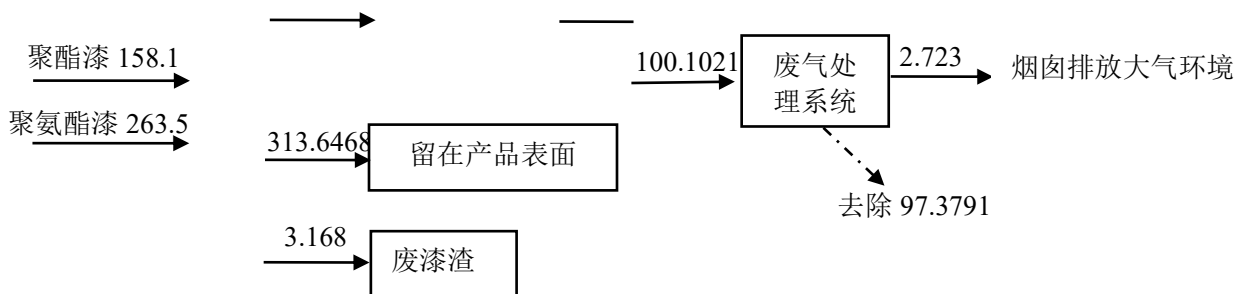 聚酯漆 158.1
聚氨酯漆 263.5
100.1021
废气处
理系统
2.723
烟囱排放大气环境
313.6468
留在产品表面
去除 97.3791
3.168
废漆渣